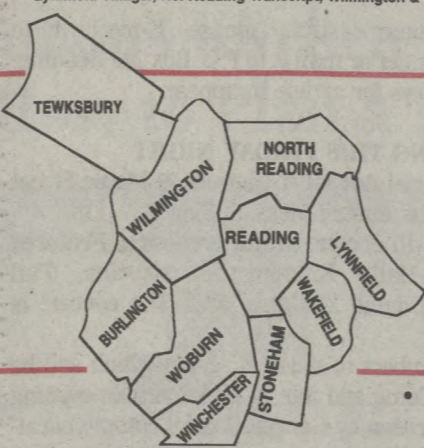 TEWKSBURY
NORTH
READING
WILMINGTON
READING
LYNNFIELD
BURLINGTON
WAKEFIELD
WOBURN
STONEHAM
WINCHESTER